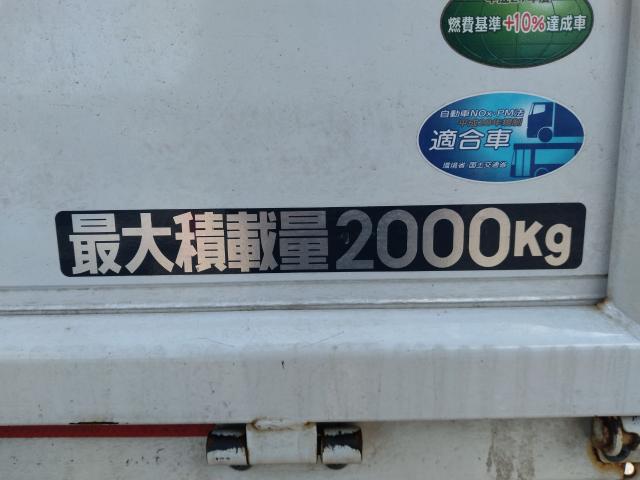 燃費基準+10%達成車
自動車NOx・PM法
適合車
環境省・国土交通省
最大積載量2000Kg